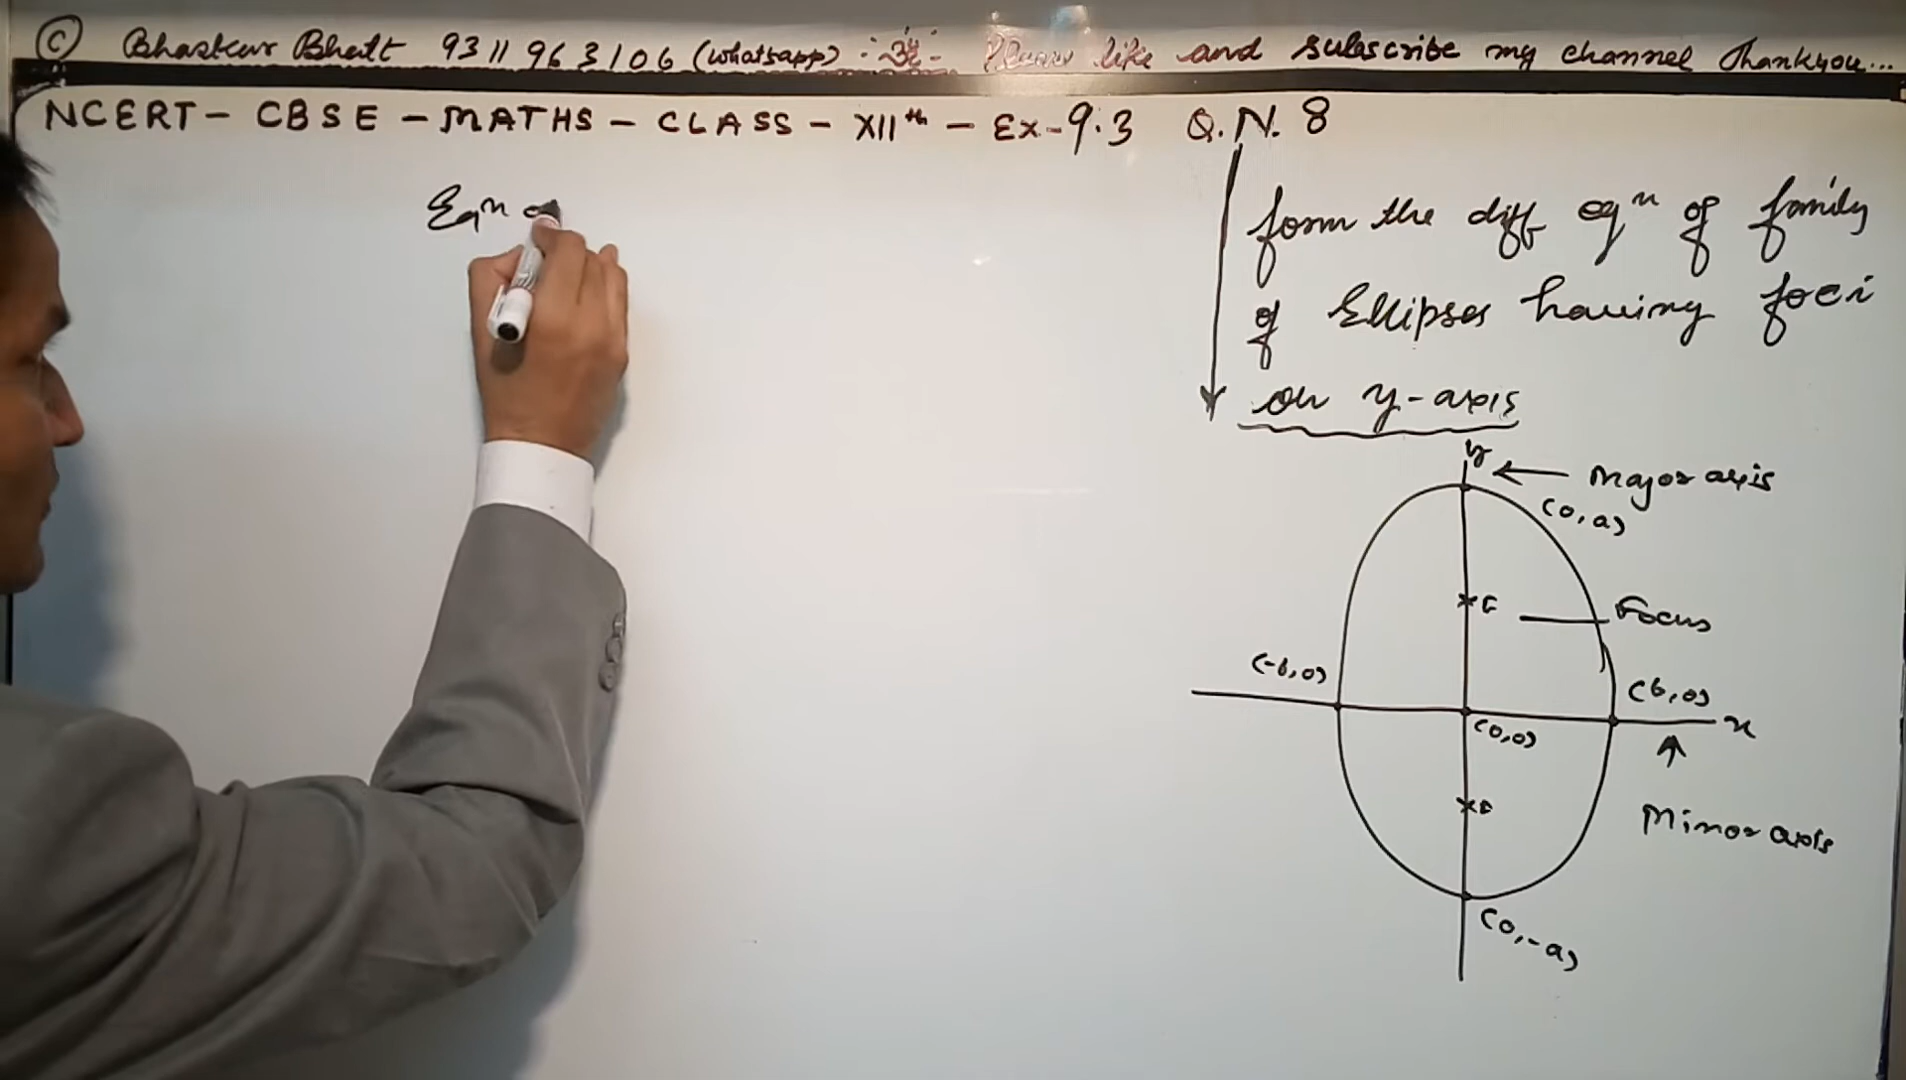 © Bhaskar Bhatt 9311963106 (whatsapp) Please like and subscribe my channel Thankyou...
NCERT - CBSE - MATHS - CLASS - XIIth - Ex - 9.3 Q.N. 8
Eqn o
form the diff eqn of family
of Ellipses having foci
on y-axis
y
Major axis
(0,a)
F
Focus
(-b,0)
(b,0)
(0,0)
x
F
Minor axis
(0,-a)